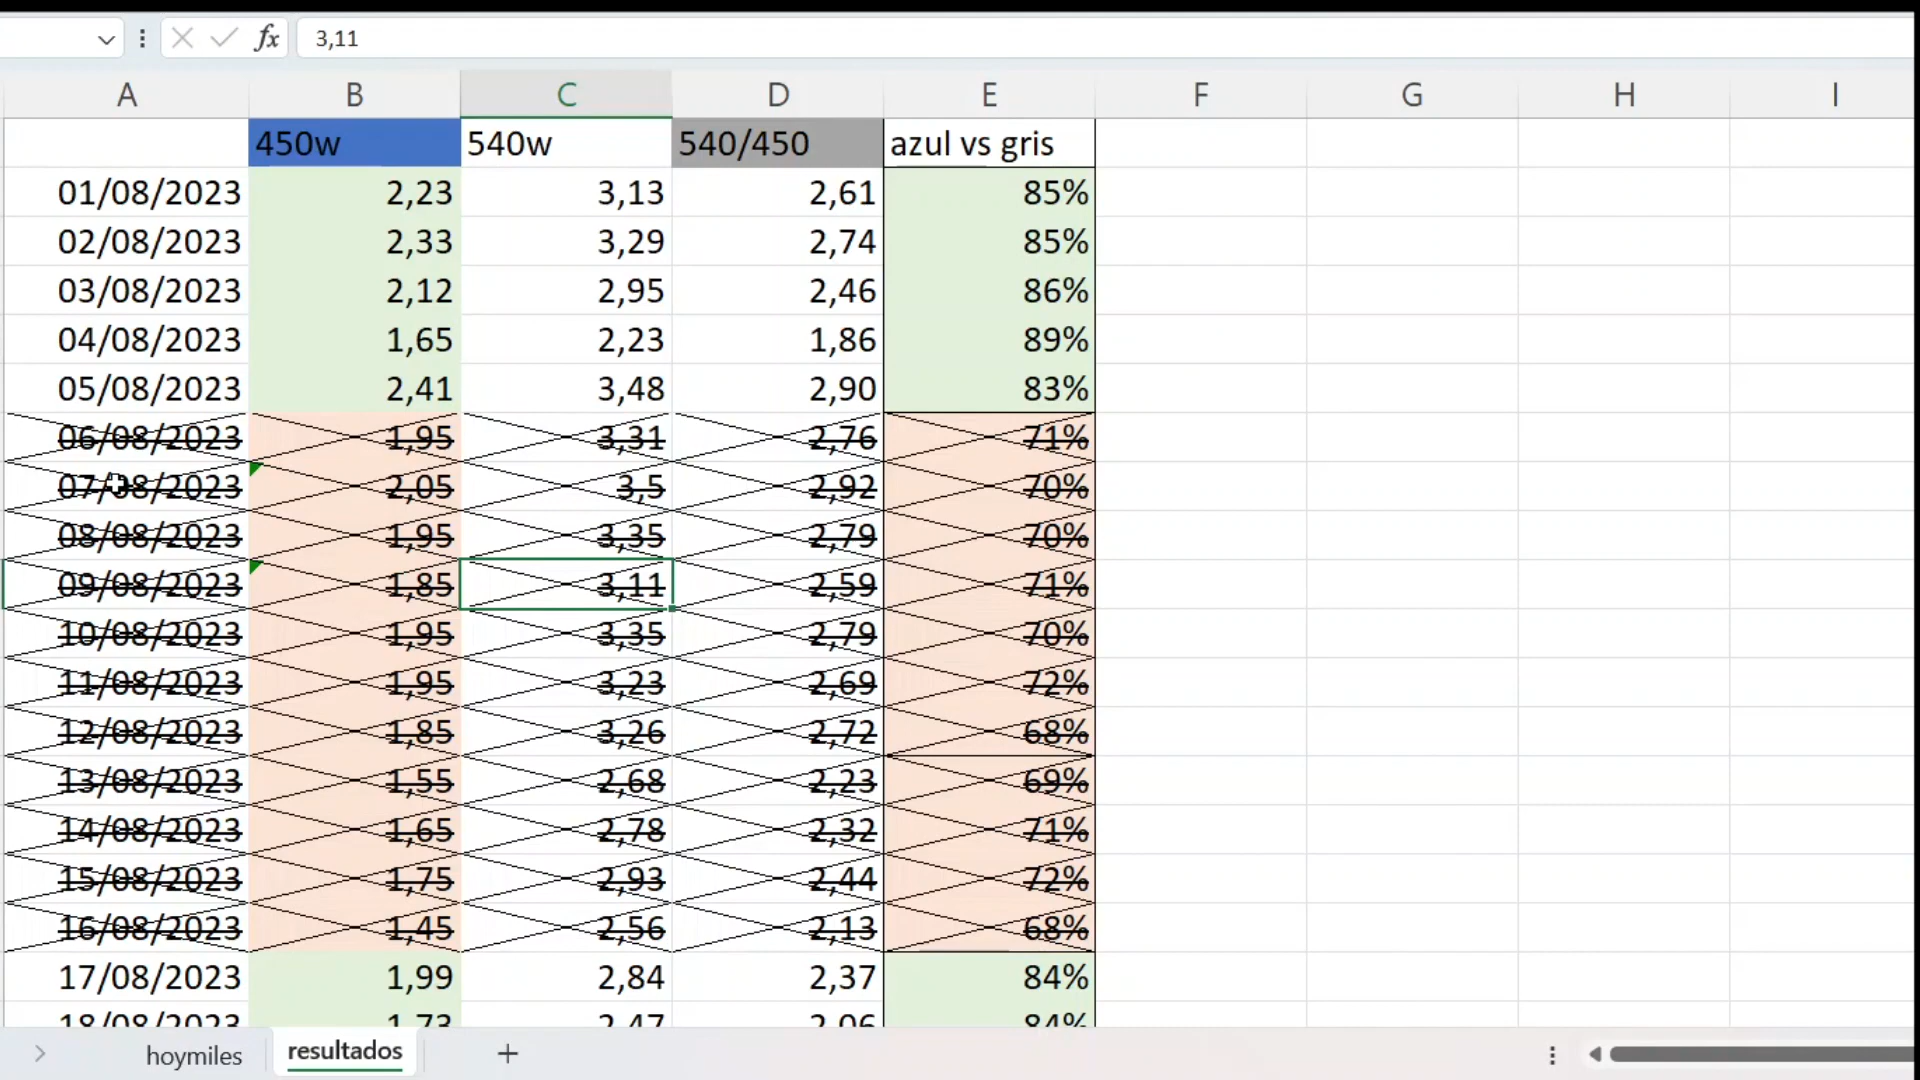 fx 3,11
A B C D E F G H I
450w 540w 540/450 azul vs gris
01/08/2023 2,23 3,13 2,61 85%
02/08/2023 2,33 3,29 2,74 85%
03/08/2023 2,12 2,95 2,46 86%
04/08/2023 1,65 2,23 1,86 89%
05/08/2023 2,41 3,48 2,90 83%
06/08/2023 1,95 3,31 2,76 71%
07/08/2023 2,05 3,5 2,92 70%
08/08/2023 1,95 3,35 2,79 70%
09/08/2023 1,85 3,11 2,59 71%
10/08/2023 1,95 3,35 2,79 70%
11/08/2023 1,95 3,23 2,69 72%
12/08/2023 1,85 3,26 2,72 68%
13/08/2023 1,55 2,68 2,23 69%
14/08/2023 1,65 2,78 2,32 71%
15/08/2023 1,75 2,93 2,44 72%
16/08/2023 1,45 2,56 2,13 68%
17/08/2023 1,99 2,84 2,37 84%
18/08/2023 1,73 2,47 2,06 84%
hoymiles resultados